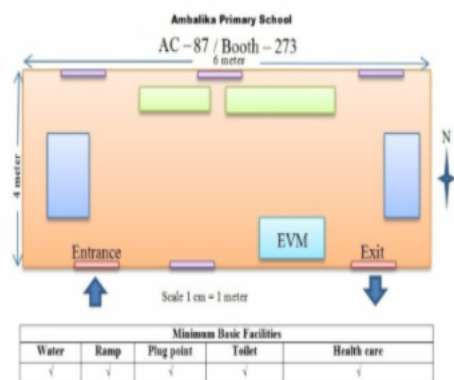 Ambalika Primary School
AC – 87 / Booth – 273
6 meter
4 meter
N
EVM
Entrance
Exit
Scale 1 cm = 1 meter
Minimum Basic Facilities
Water Ramp Plug point Toilet Health care
√ √ √ √ √